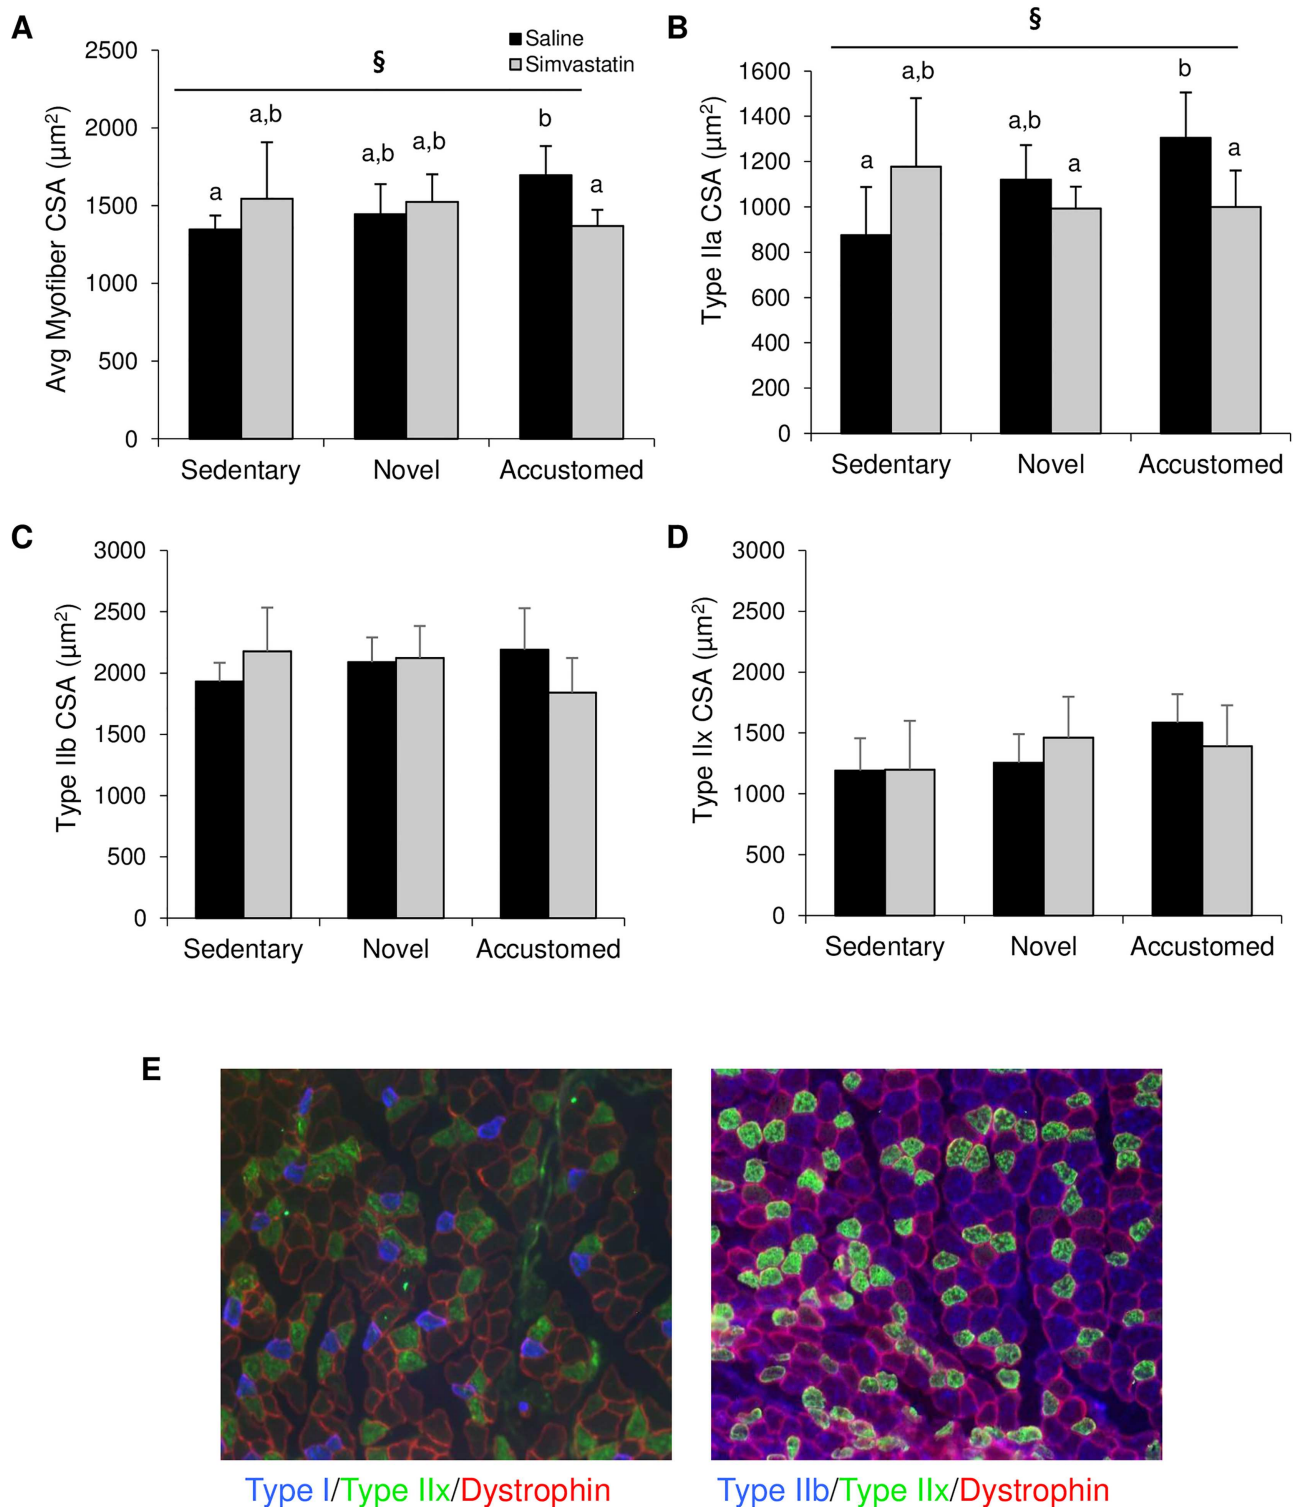 A
§
Saline
Simvastatin
2500
2000
1500
1000
500
0
Avg Myofiber CSA (µm²)
a
a,b
a,b
a,b
b
a
Sedentary
Novel
Accustomed
B
§
1600
1400
1200
1000
800
600
400
200
0
Type IIa CSA (µm²)
a
a,b
a,b
a
b
a
Sedentary
Novel
Accustomed
C
3000
2500
2000
1500
1000
500
0
Type IIb CSA (µm²)
Sedentary
Novel
Accustomed
D
3000
2500
2000
1500
1000
500
0
Type IIx CSA (µm²)
Sedentary
Novel
Accustomed
E
Type I/Type IIx/Dystrophin
Type IIb/Type IIx/Dystrophin